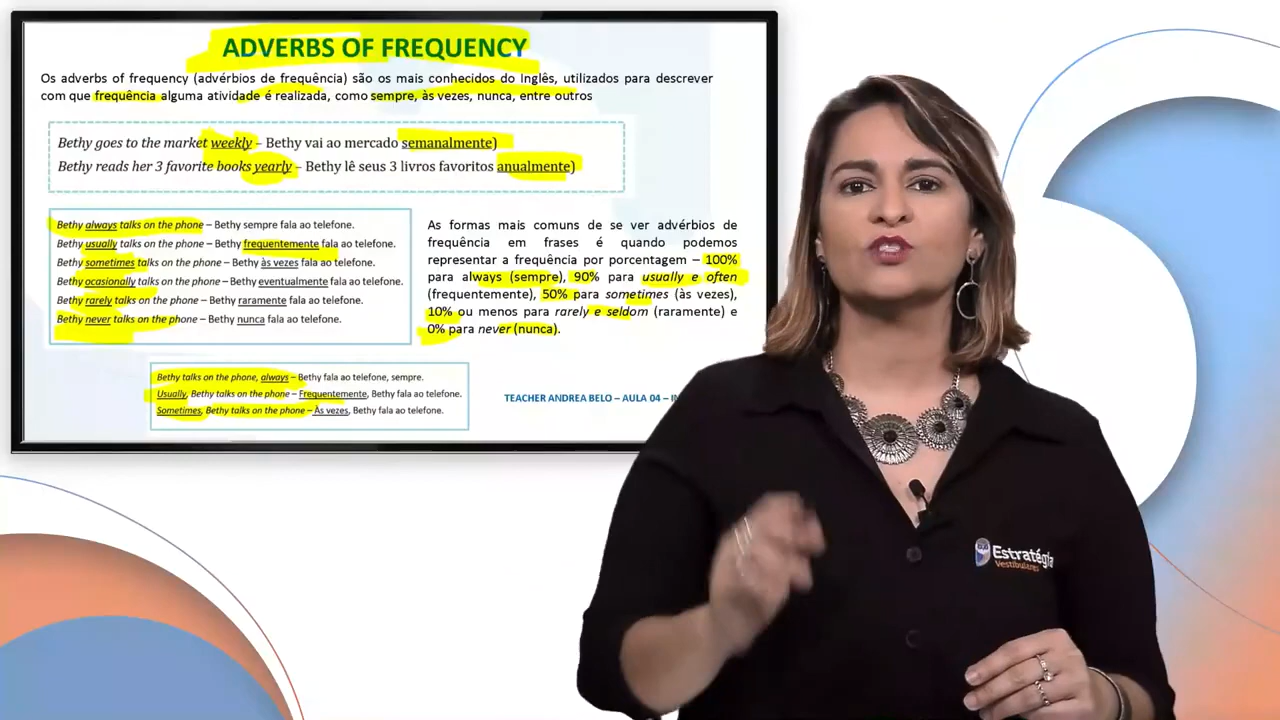 ADVERBS OF FREQUENCY
Os adverbs of frequency (advérbios de frequência) são os mais conhecidos do Inglês, utilizados para descrever
com que frequência alguma atividade é realizada, como sempre, às vezes, nunca, entre outros
Bethy goes to the market weekly – Bethy vai ao mercado semanalmente)
Bethy reads her 3 favorite books yearly – Bethy lê seus 3 livros favoritos anualmente)
Bethy always talks on the phone – Bethy sempre fala ao telefone.
Bethy usually talks on the phone – Bethy frequentemente fala ao telefone.
Bethy sometimes talks on the phone – Bethy às vezes fala ao telefone.
Bethy ocasionally talks on the phone – Bethy eventualmente fala ao telefone.
Bethy rarely talks on the phone – Bethy raramente fala ao telefone.
Bethy never talks on the phone – Bethy nunca fala ao telefone.
As formas mais comuns de se ver advérbios de
frequência em frases é quando podemos
representar a frequência por porcentagem – 100%
para always (sempre), 90% para usually e often
(frequentemente), 50% para sometimes (às vezes),
10% ou menos para rarely e seldom (raramente) e
0% para never (nunca).
Bethy talks on the phone, always – Bethy fala ao telefone, sempre.
Usually, Bethy talks on the phone – Frequentemente, Bethy fala ao telefone.
Sometimes, Bethy talks on the phone – Às vezes, Bethy fala ao telefone.
TEACHER ANDREA BELO – AULA 04 –
Estratégia
Vestibulares